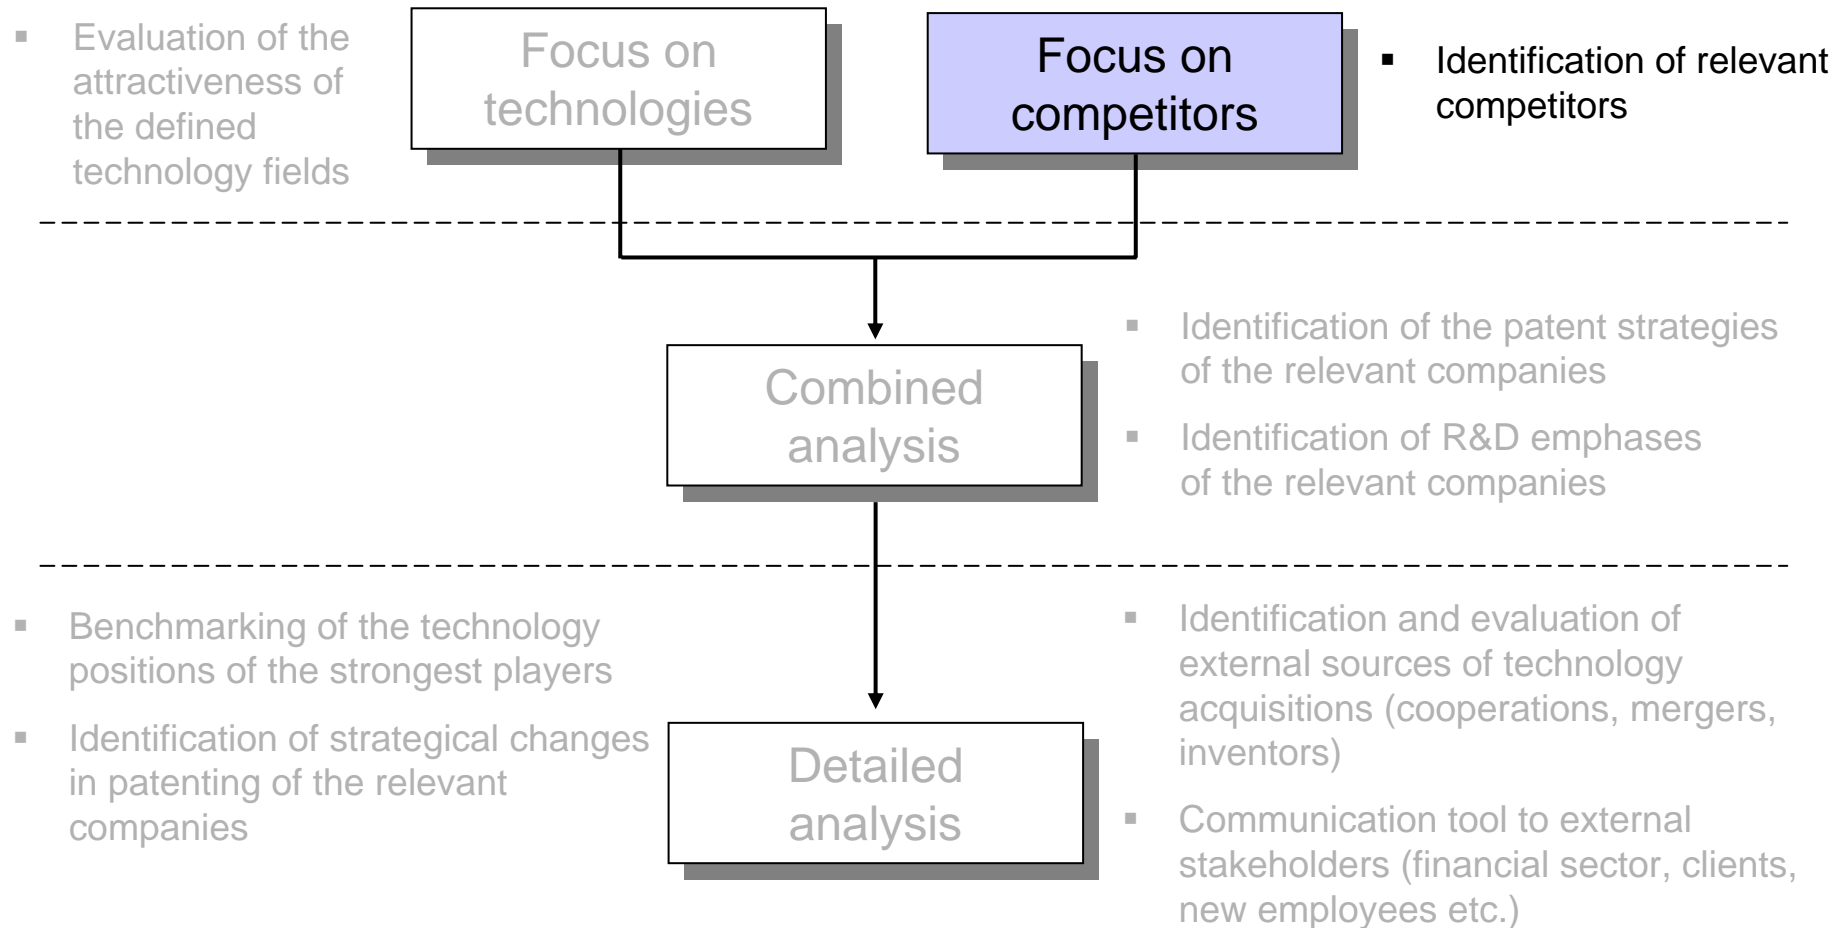 ▪ Evaluation of the
attractiveness of
the defined
technology fields
Focus on
technologies
Focus on
competitors
▪ Identification of relevant
competitors
Combined
analysis
▪ Identification of the patent strategies
of the relevant companies
▪ Identification of R&D emphases
of the relevant companies
▪ Benchmarking of the technology
positions of the strongest players
▪ Identification of strategical changes
in patenting of the relevant
companies
Detailed
analysis
▪ Identification and evaluation of
external sources of technology
acquisitions (cooperations, mergers,
inventors)
▪ Communication tool to external
stakeholders (financial sector, clients,
new employees etc.)